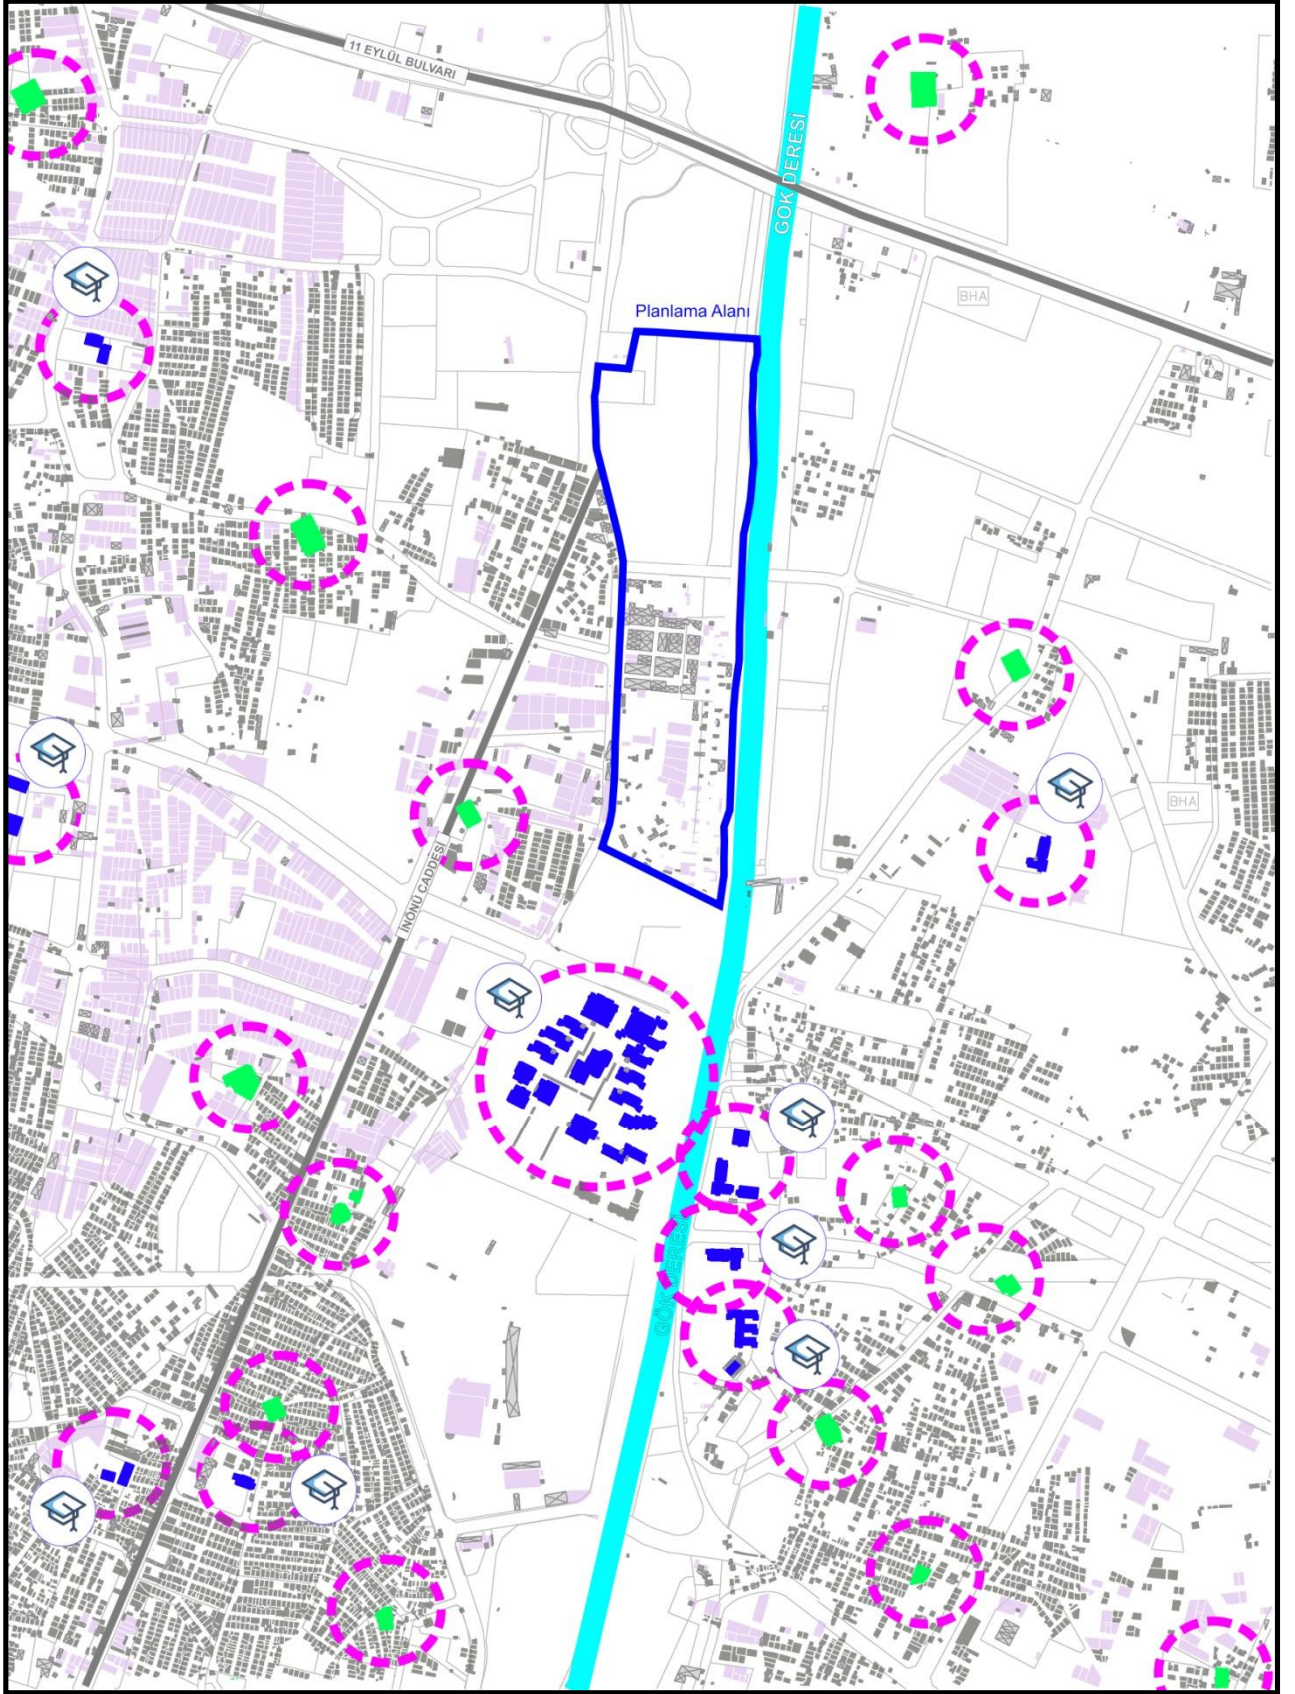 11 EYLÜL BULVARI
GÖK DERESİ
BHA
Planlama Alanı
BHA
İNÖNÜ CADDESİ
GÖK DERESİ